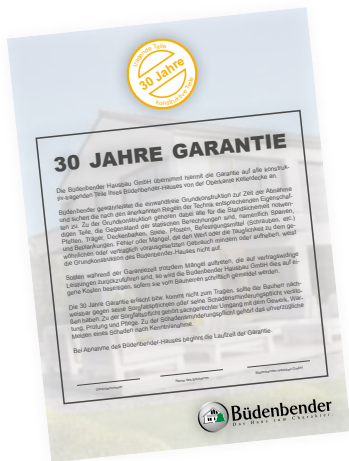 tragende Teile
30 Jahre
konstruktive Teile
30 JAHRE GARANTIE
Die Büdenbender Hausbau GmbH übernimmt hiermit die Garantie auf alle konstruk-
tiv-tragenden Teile Ihres Büdenbender-Hauses von der Oberkante Kellerdecke an.
Büdenbender gewährleistet die einwandfreie Grundkonstruktion zur Zeit der Abnahme
und sichert die nach den anerkannten Regeln der Technik entsprechenden Eigenschaf-
ten zu. Zu der Grundkonstruktion gehören dabei alle für die Standsicherheit notwen-
digen Teile, die Gegenstand der statischen Berechnungen sind, namentlich Sparren,
Pfetten, Träger, Deckenbalken, Stiele, Pfosten, Befestigungsmittel (Schrauben, etc.)
und Beplankungen. Fehler oder Mängel, die den Wert oder die Tauglichkeit zu dem ge-
wöhnlichen oder vertraglich vorausgesetzten Gebrauch mindern oder aufheben, weist
die Grundkonstruktion des Büdenbender-Hauses nicht auf.
Sollten während der Garantiezeit trotzdem Mängel auftreten, die auf vertragswidrige
Leistungen zurückzuführen sind, so wird die Büdenbender Hausbau GmbH dies auf ei-
gene Kosten beseitigen, sofern sie vom Bauherren schriftlich gemeldet werden.
Die 30 Jahre Garantie erlischt bzw. kommt nicht zum Tragen, sollte der Bauherr nach-
weisbar gegen seine Sorgfaltspflichten oder seine Schadensminderungspflicht versto-
ßen haben. Zu der Sorgfaltspflicht gehört sachgerechter Umgang mit dem Gewerk, War-
tung, Prüfung und Pflege. Zu der Schadensminderungspflicht gehört das unverzügliche
Melden eines Schaden nach Kenntnisnahme.
Bei Abnahme des Büdenbender-Hauses beginnt die Laufzeit der Garantie.
Büdenbender
Das Haus zum Charakter.